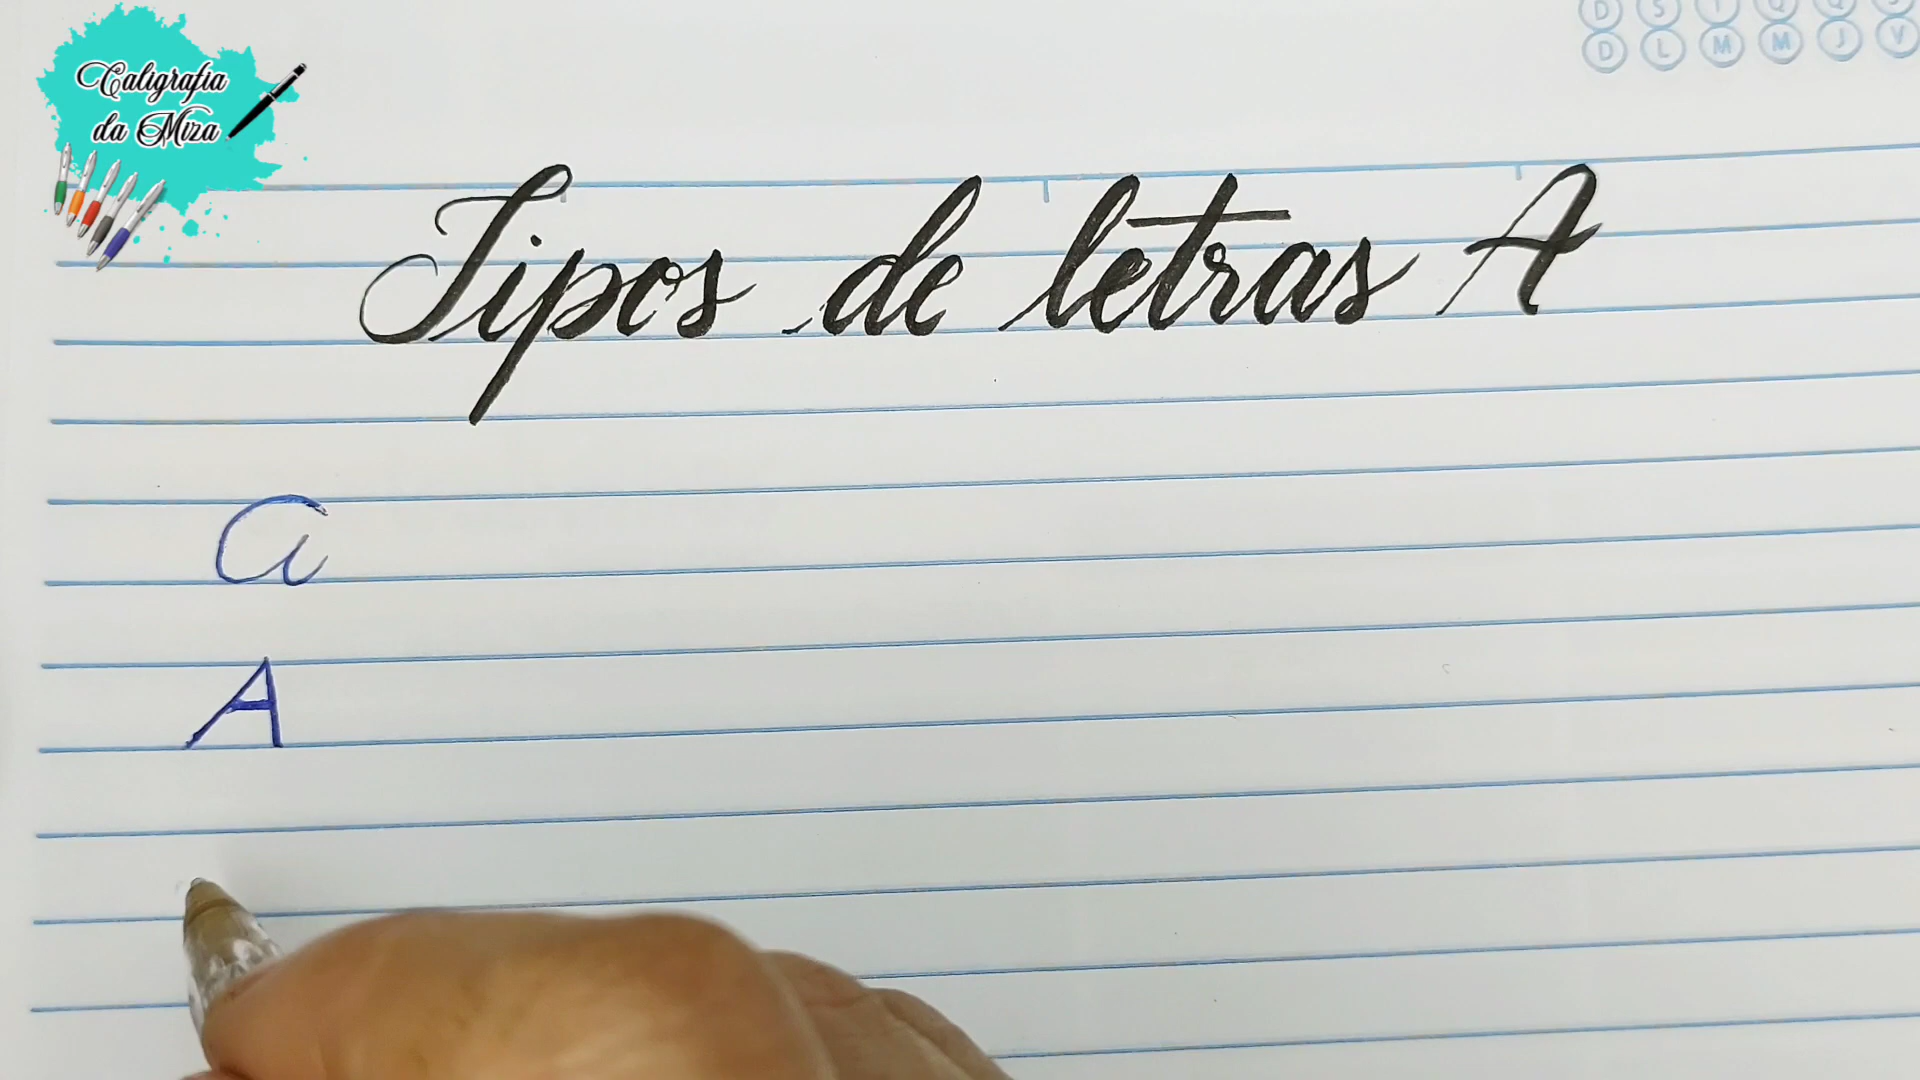 Caligrafia
da Miza
D S T Q Q S
D L M M J V
Tipos de letras A
a
A